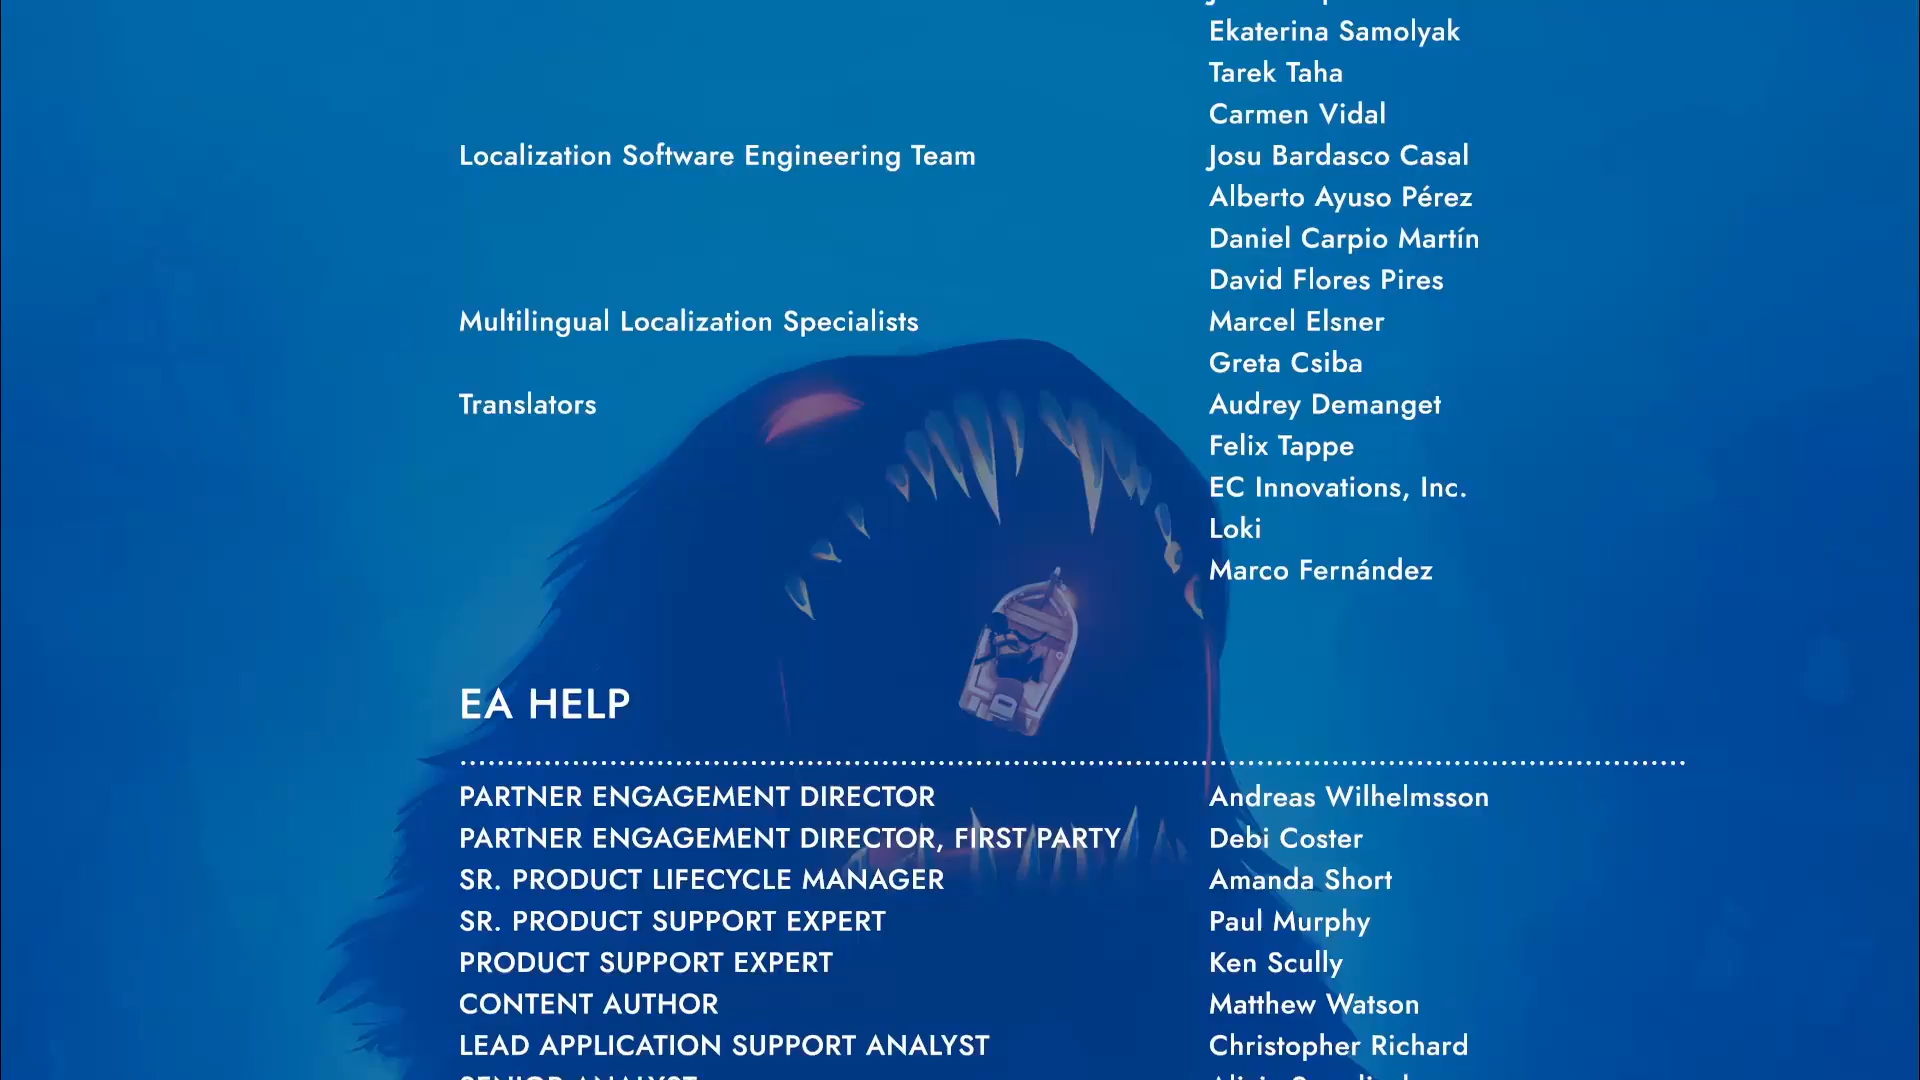 Ekaterina Samolyak
Tarek Taha
Carmen Vidal
Localization Software Engineering Team Josu Bardasco Casal
Alberto Ayuso Pérez
Daniel Carpio Martín
David Flores Pires
Multilingual Localization Specialists Marcel Elsner
Greta Csiba
Translators Audrey Demanget
Felix Tappe
EC Innovations, Inc.
Loki
Marco Fernández
EA HELP
PARTNER ENGAGEMENT DIRECTOR Andreas Wilhelmsson
PARTNER ENGAGEMENT DIRECTOR, FIRST PARTY Debi Coster
SR. PRODUCT LIFECYCLE MANAGER Amanda Short
SR. PRODUCT SUPPORT EXPERT Paul Murphy
PRODUCT SUPPORT EXPERT Ken Scully
CONTENT AUTHOR Matthew Watson
LEAD APPLICATION SUPPORT ANALYST Christopher Richard
SENIOR ANALYST